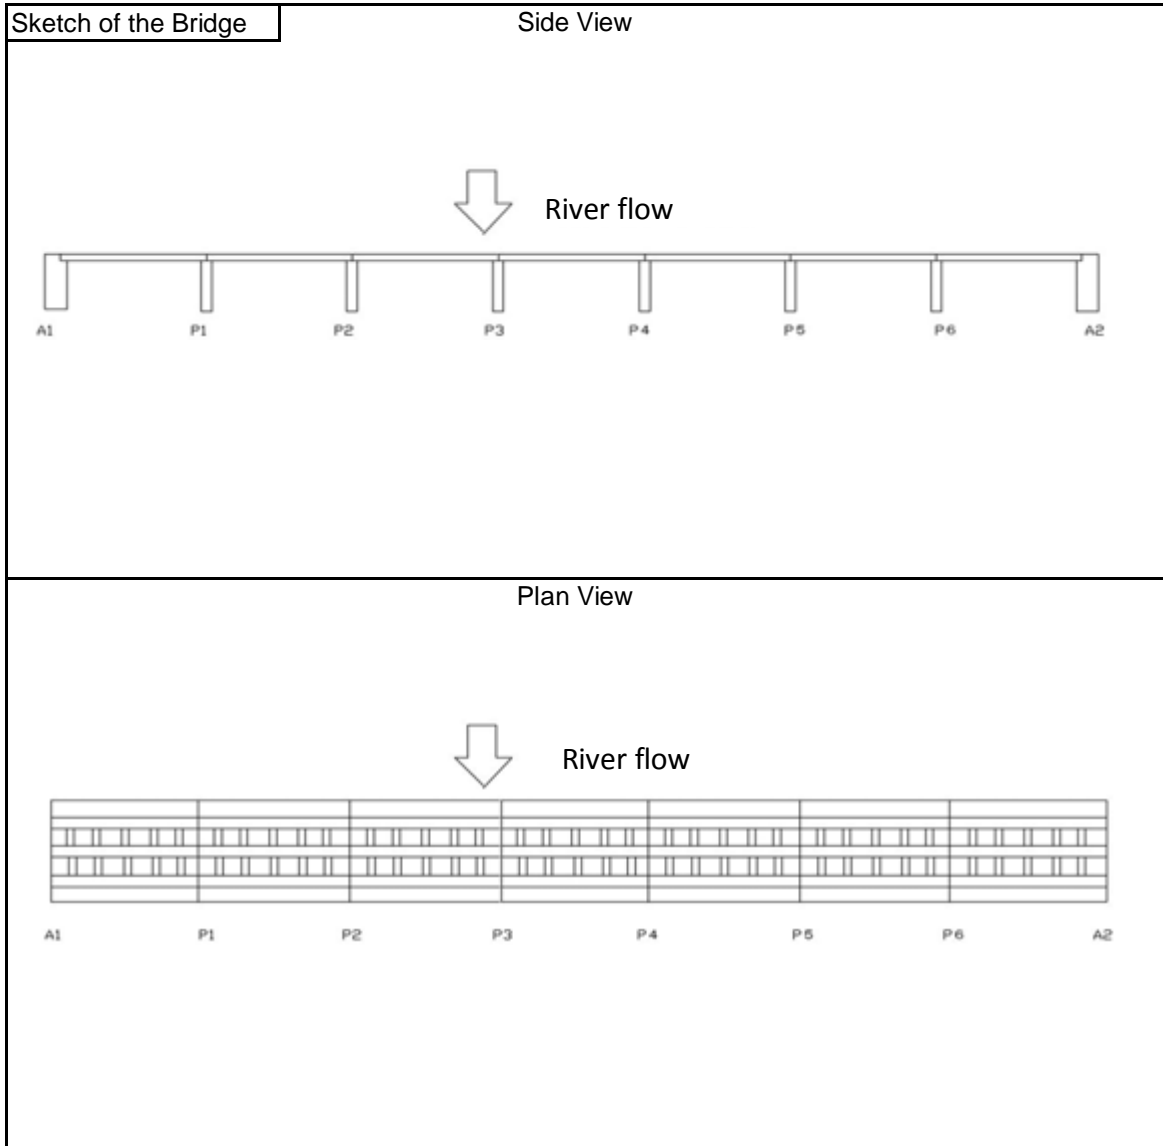 Sketch of the Bridge
Side View
River flow
A1 P1 P2 P3 P4 P5 P6 A2
Plan View
River flow
A1 P1 P2 P3 P4 P5 P6 A2